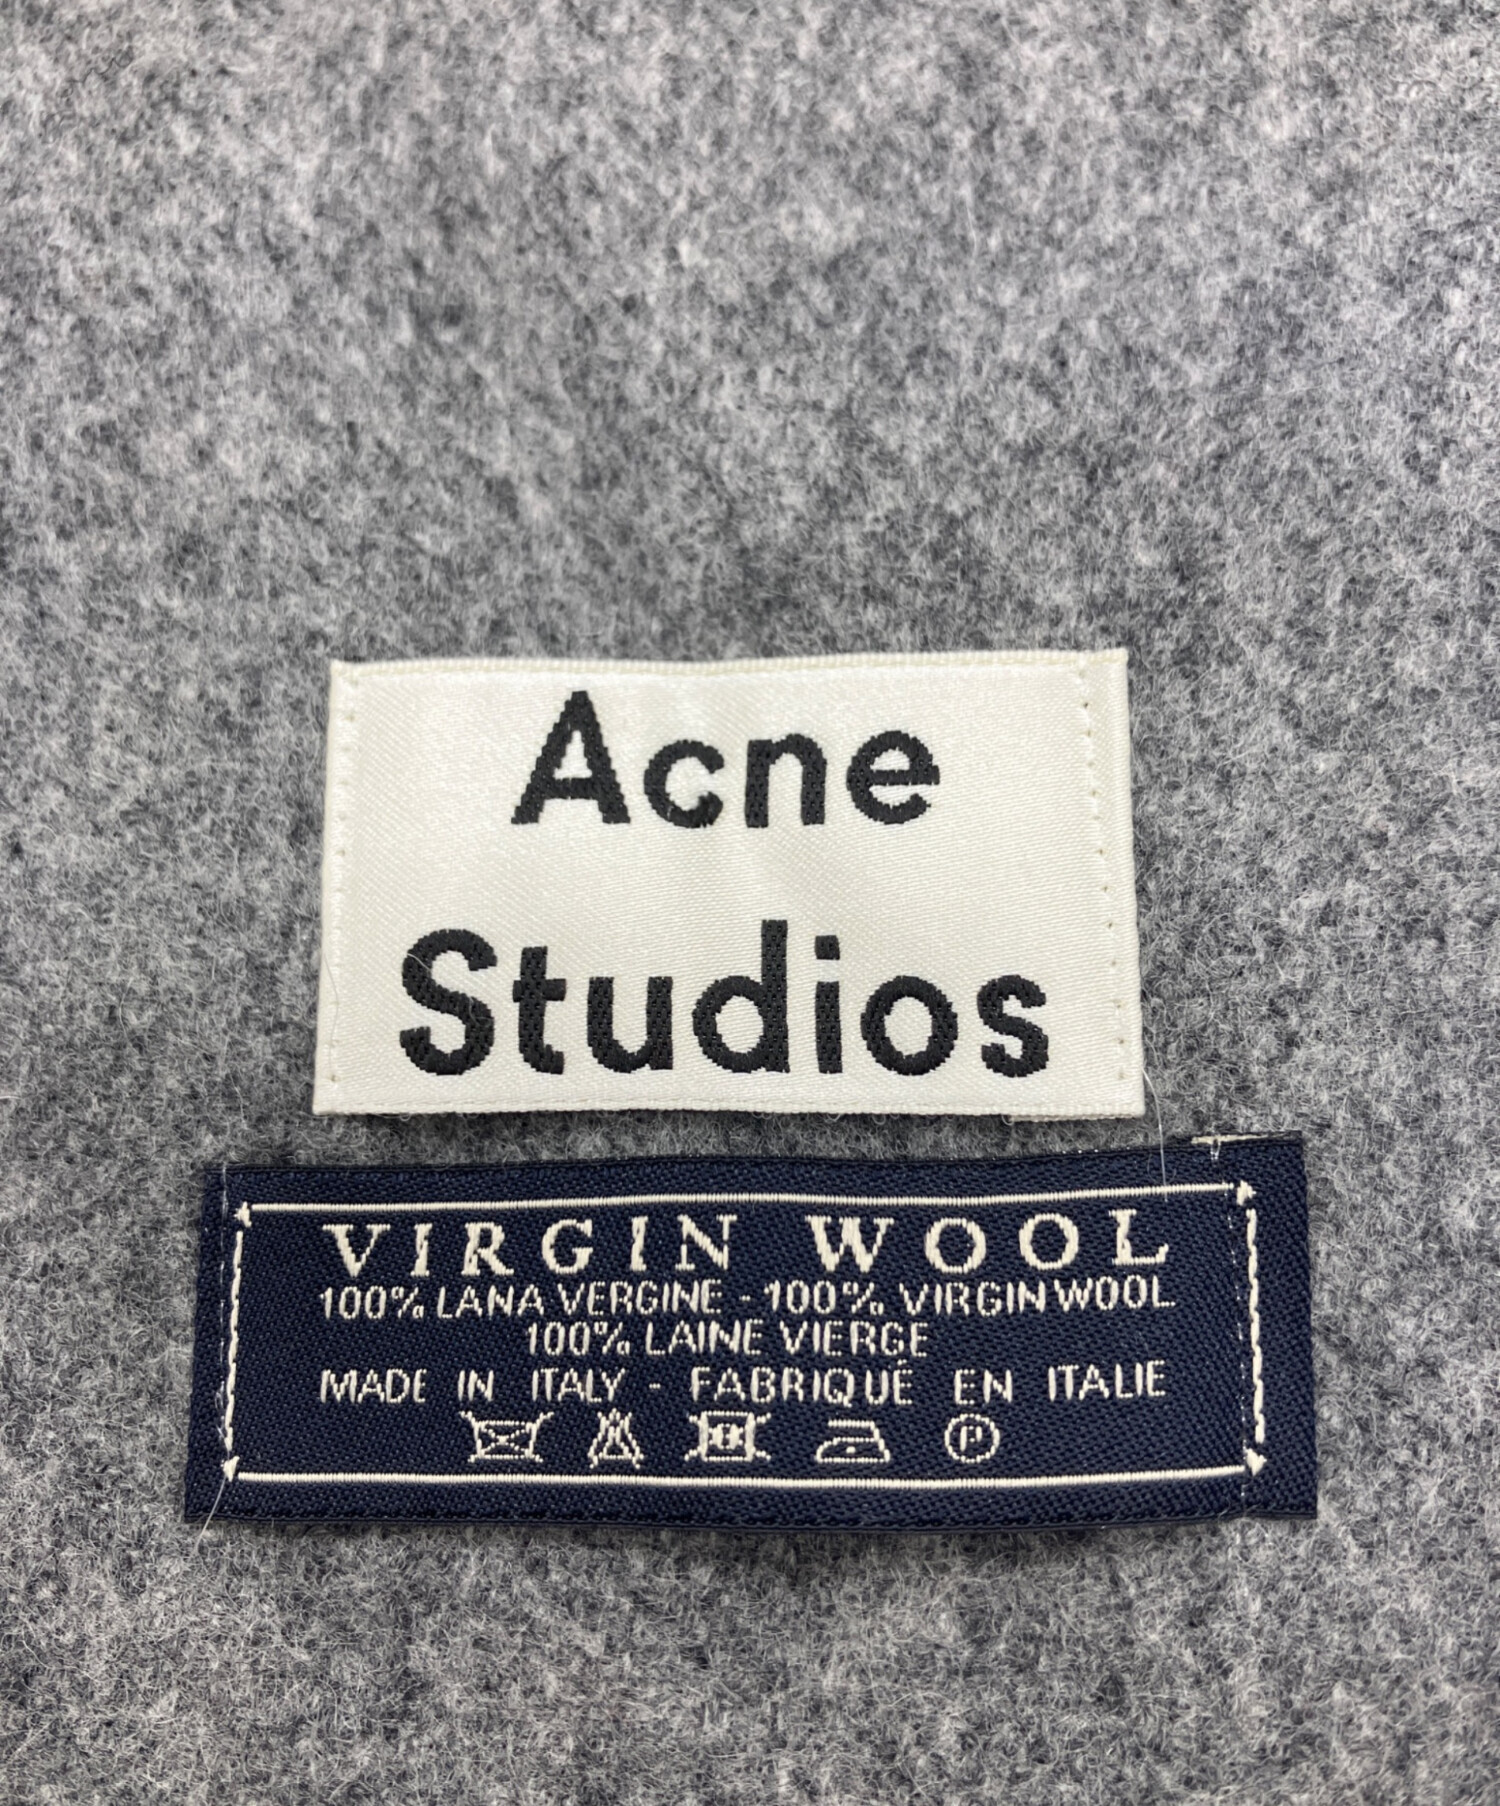 Acne
Studios
VIRGIN WOOL
100% LANA VERGINE - 100% VIRGIN WOOL
100% LAINE VIERGE
MADE IN ITALY - FABRIQUÉ EN ITALIE
P